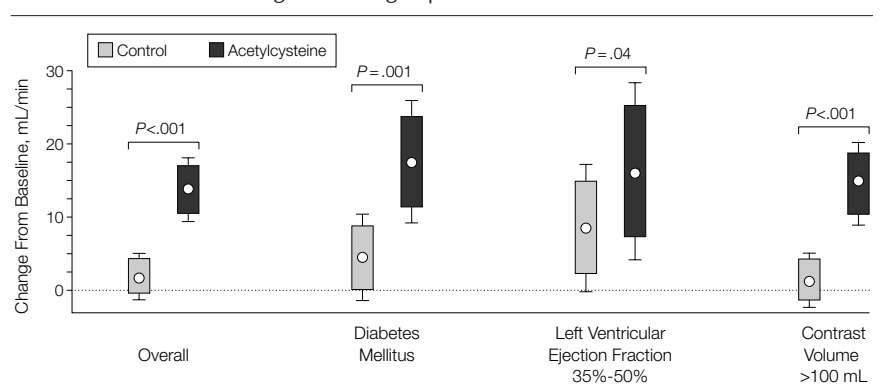 Control Acetylcysteine
Change From Baseline, mL/min
30
20
10
0
P<.001
P=.001
P=.04
P<.001
Overall
Diabetes
Mellitus
Left Ventricular
Ejection Fraction
35%-50%
Contrast
Volume
>100 mL